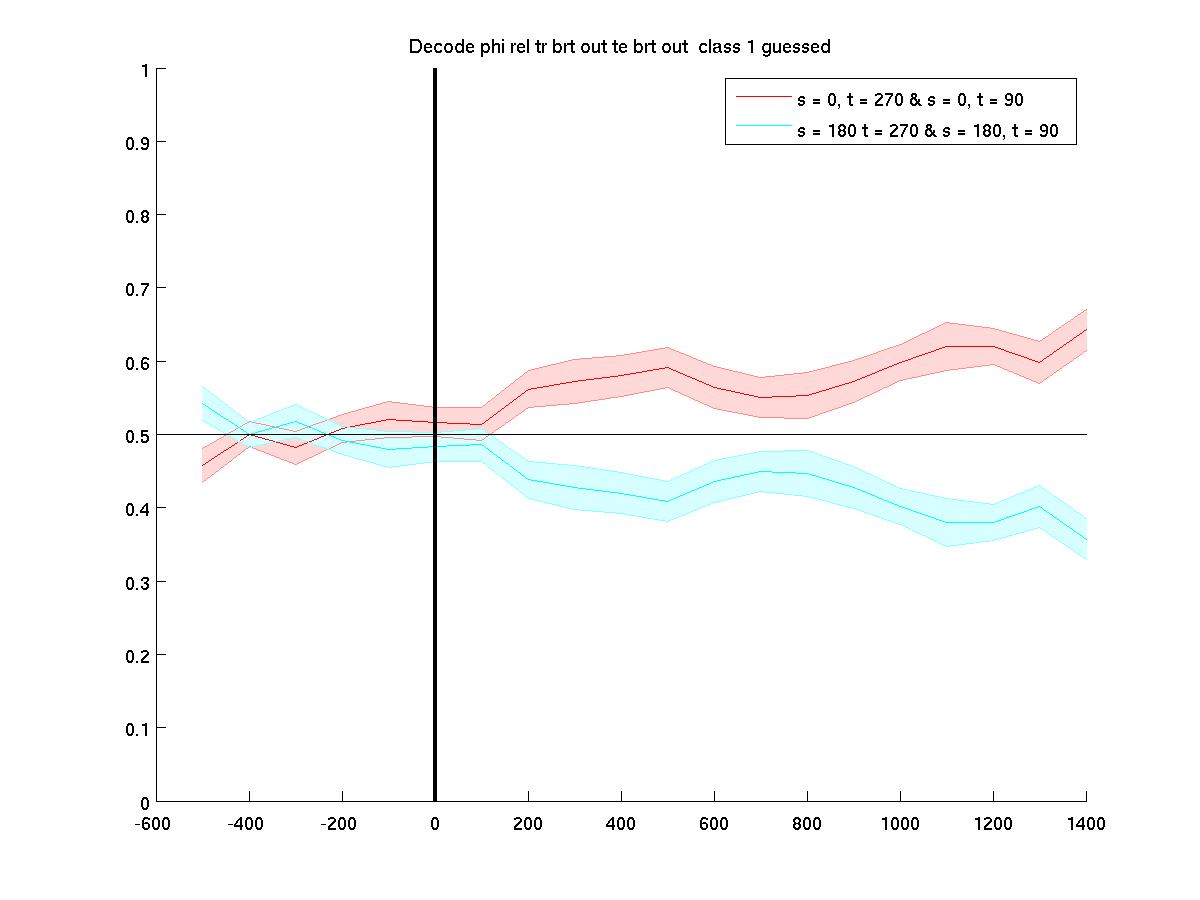 Decode phi rel tr brt out te brt out  class 1 guessed
s = 0, t = 270 & s = 0, t = 90
s = 180 t = 270 & s = 180, t = 90
1
0.9
0.8
0.7
0.6
0.5
0.4
0.3
0.2
0.1
0
-600 -400 -200 0 200 400 600 800 1000 1200 1400